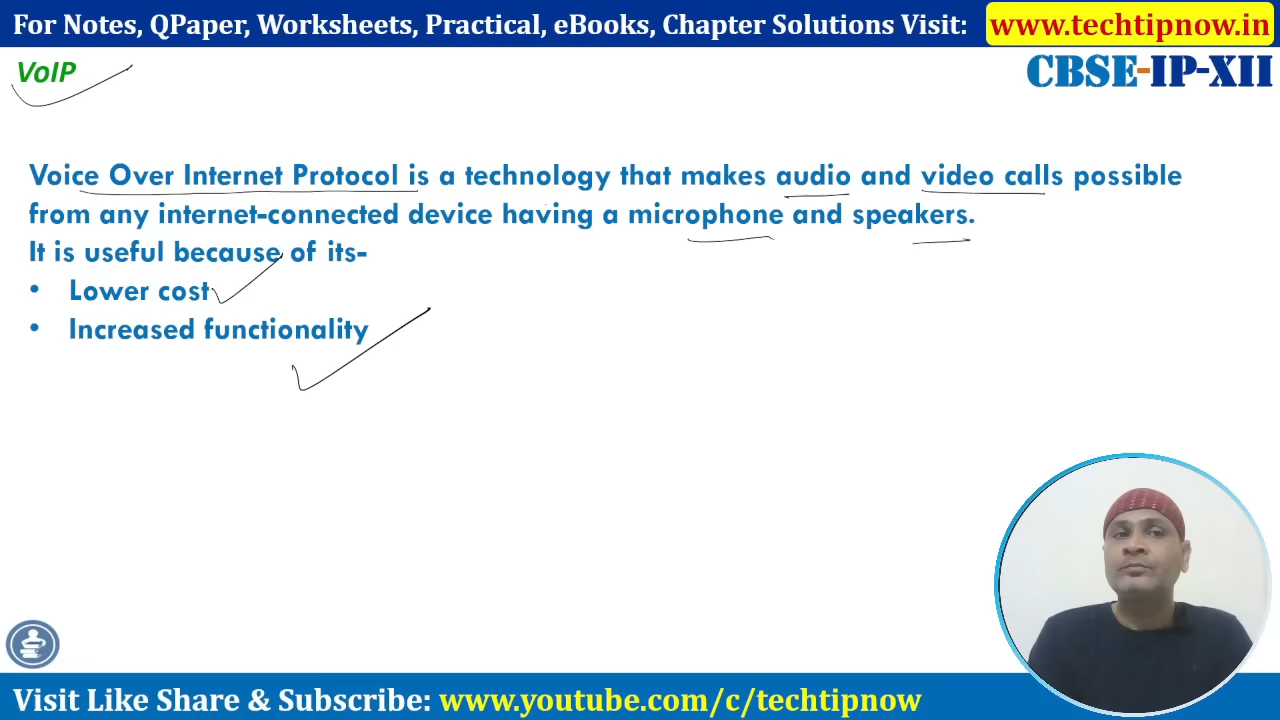 For Notes, QPaper, Worksheets, Practical, eBooks, Chapter Solutions Visit: www.techtipnow.in
VoIP
CBSE-IP-XII
Voice Over Internet Protocol is a technology that makes audio and video calls possible
from any internet-connected device having a microphone and speakers.
It is useful because of its-
• Lower cost
• Increased functionality
Visit Like Share & Subscribe: www.youtube.com/c/techtipnow